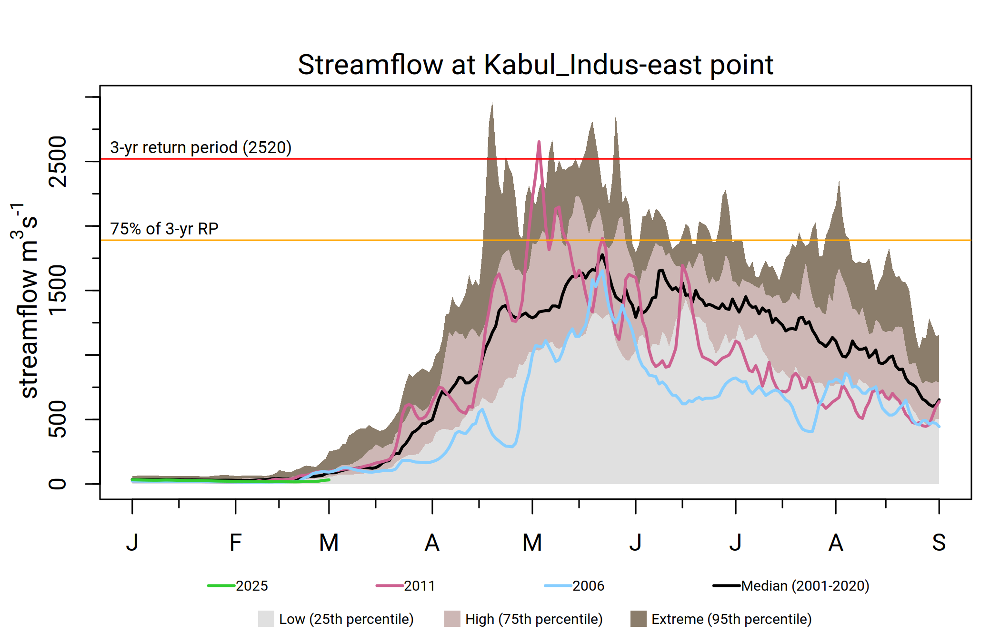 Streamflow at Kabul_Indus-east point
streamflow m3s-1
2500
1500
500
0
3-yr return period (2520)
75% of 3-yr RP
J F M A M J J A S
2025 2011 2006 Median (2001-2020)
Low (25th percentile) High (75th percentile) Extreme (95th percentile)